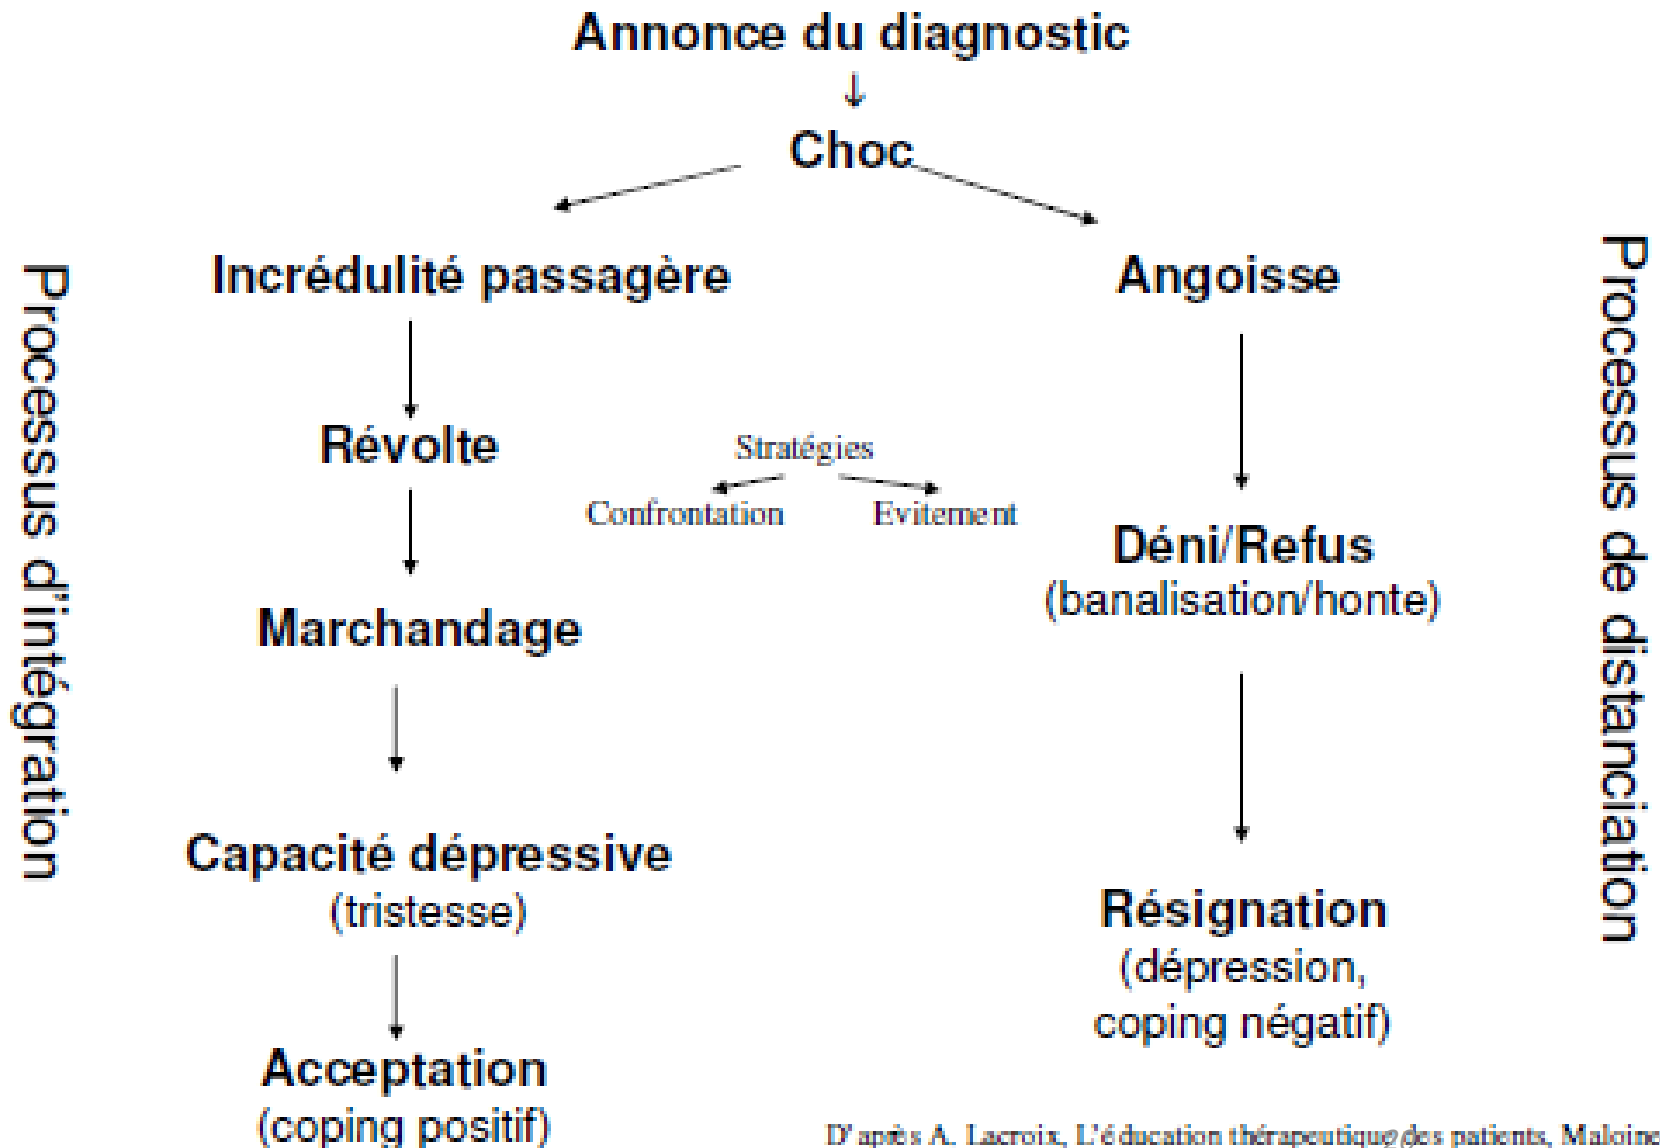 Annonce du diagnostic
↓
Choc
Processus d'intégration
Incrédulité passagère
Révolte
Marchandage
Capacité dépressive
(tristesse)
Acceptation
(coping positif)
Stratégies
Confrontation
Evitement
Angoisse
Déni/Refus
(banalisation/honte)
Résignation
(dépression,
coping négatif)
Processus de distanciation
D'après A. Lacroix, L'éducation thérapeutique des patients, Maloine